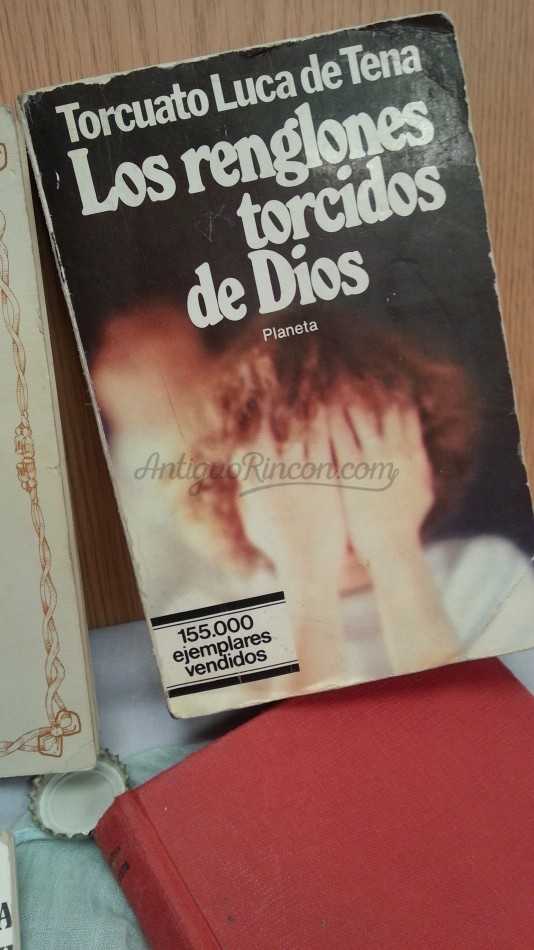 Torcuato Luca de Tena
Los renglones
torcidos
de Dios
Planeta
AntiguoRincon.com
155.000
ejemplares
vendidos
A